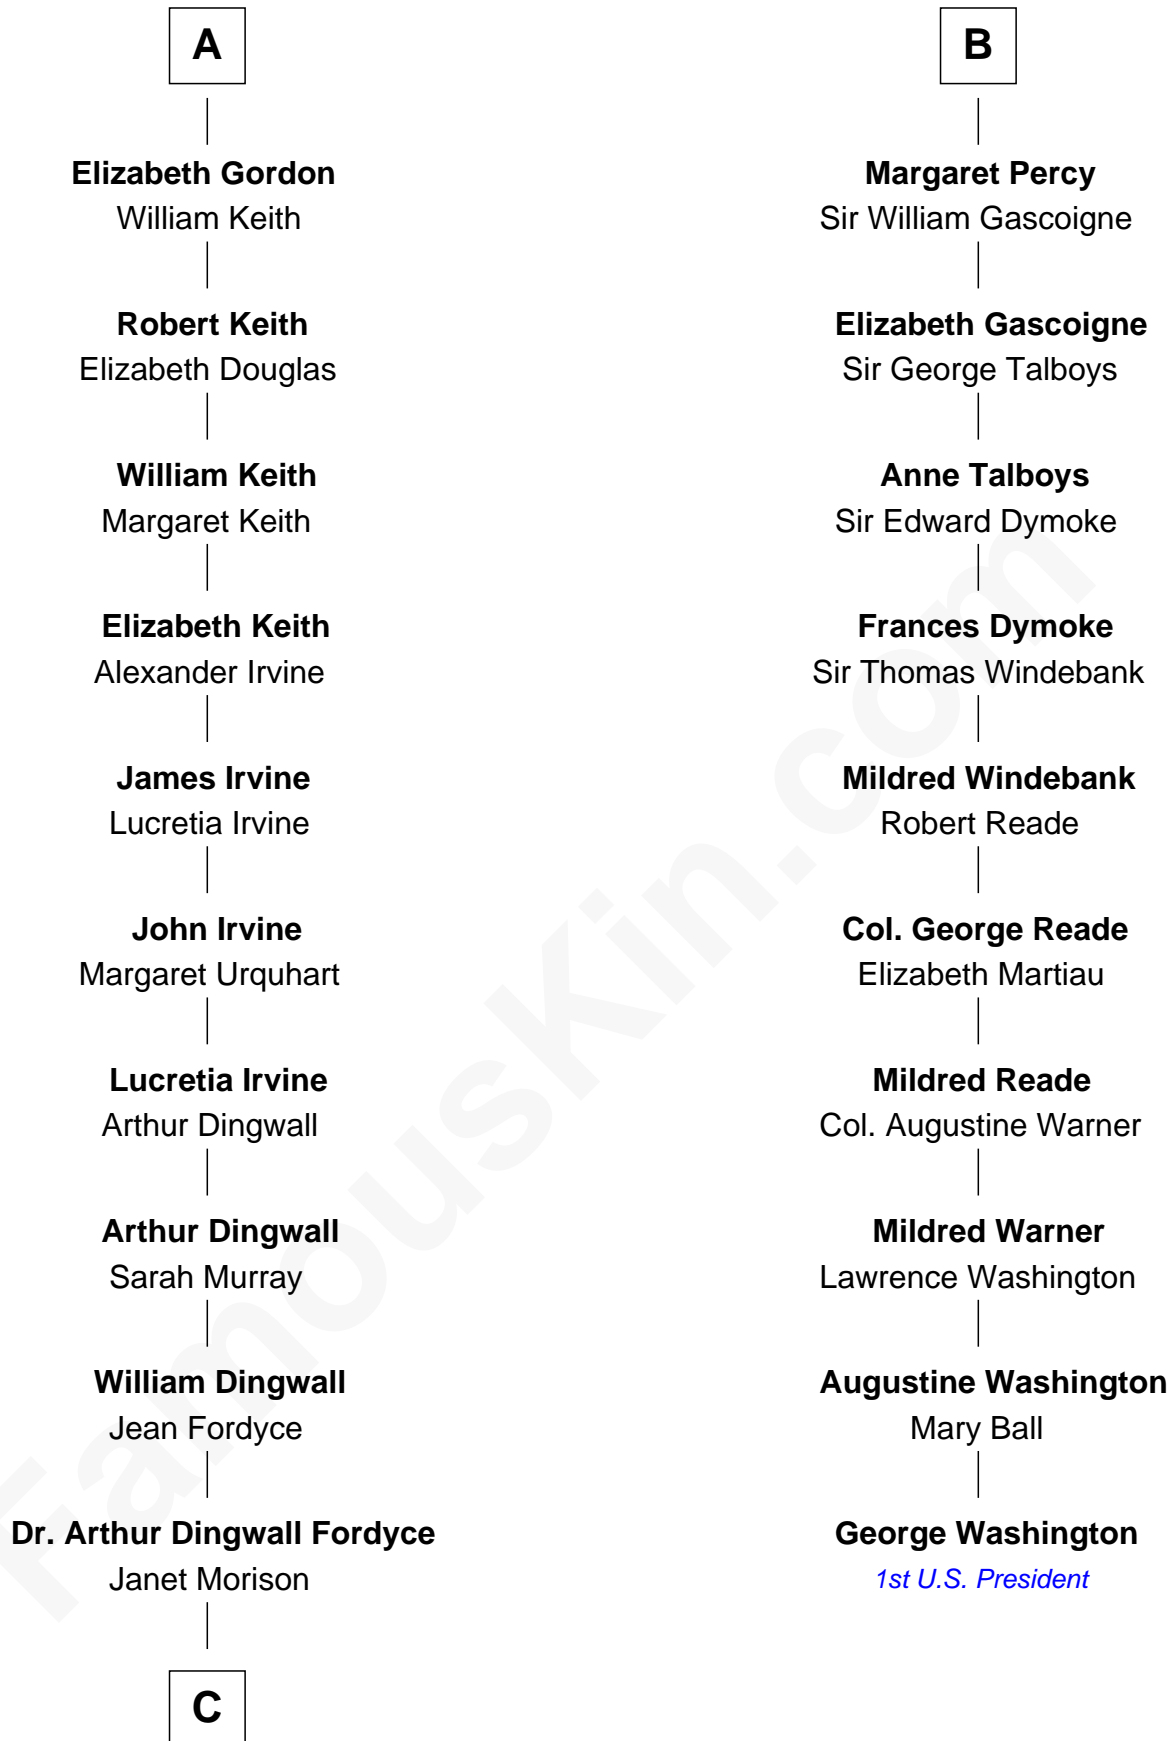 A
Elizabeth Gordon
William Keith
Robert Keith
Elizabeth Douglas
William Keith
Margaret Keith
Elizabeth Keith
Alexander Irvine
James Irvine
Lucretia Irvine
John Irvine
Margaret Urquhart
Lucretia Irvine
Arthur Dingwall
Arthur Dingwall
Sarah Murray
William Dingwall
Jean Fordyce
Dr. Arthur Dingwall Fordyce
Janet Morison
C
B
Margaret Percy
Sir William Gascoigne
Elizabeth Gascoigne
Sir George Talboys
Anne Talboys
Sir Edward Dymoke
Frances Dymoke
Sir Thomas Windebank
Mildred Windebank
Robert Reade
Col. George Reade
Elizabeth Martiau
Mildred Reade
Col. Augustine Warner
Mildred Warner
Lawrence Washington
Augustine Washington
Mary Ball
George Washington
1st U.S. President
FamousKin.com